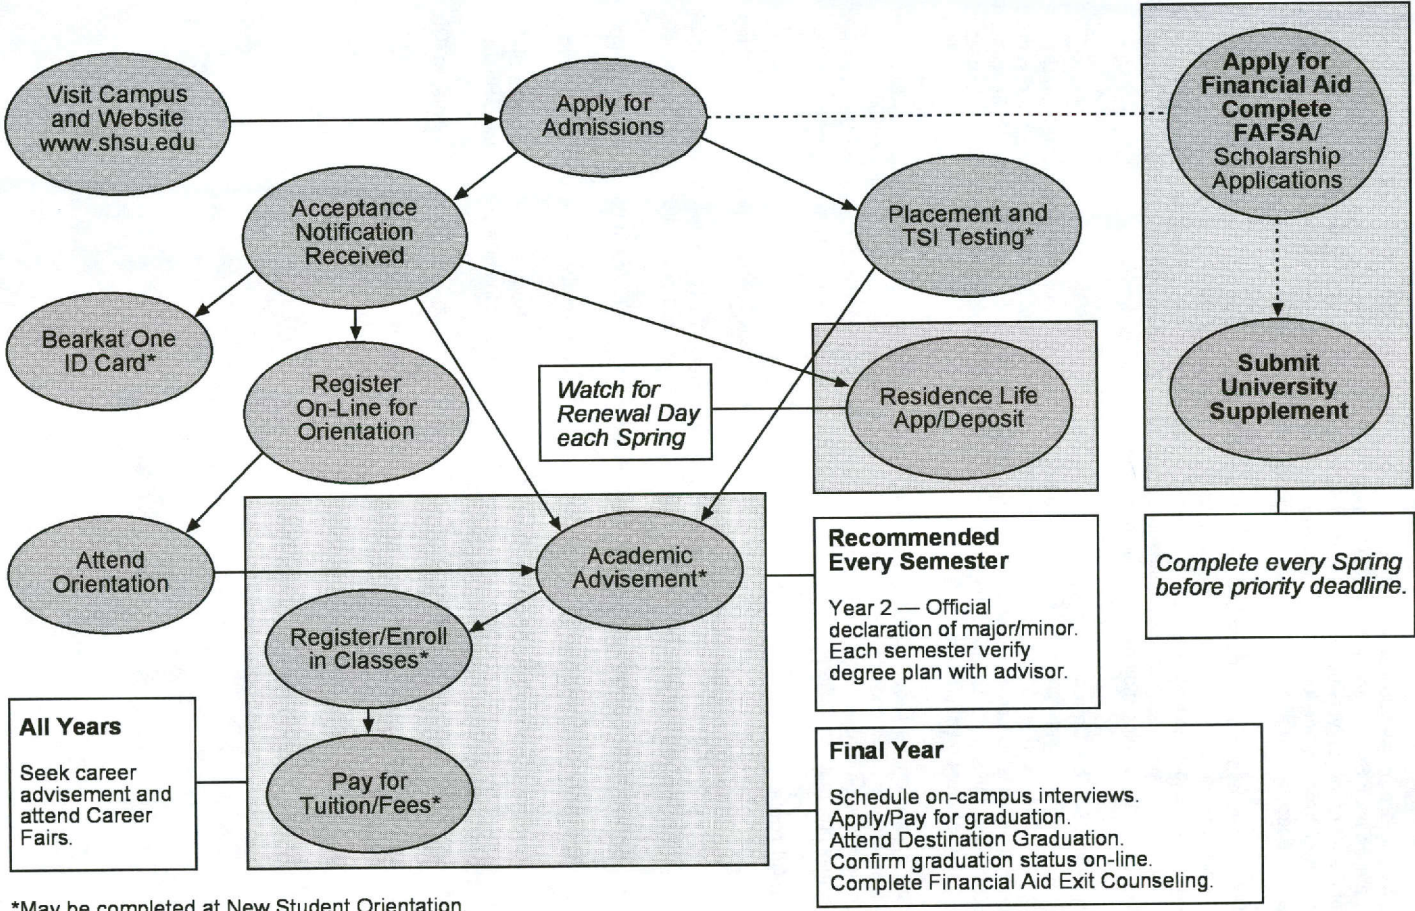 Visit Campus
and Website
www.shsu.edu
Apply for
Admissions
Apply for
Financial Aid
Complete
FAFSA/
Scholarship
Applications
Acceptance
Notification
Received
Placement and
TSI Testing*
Bearkat One
ID Card*
Register
On-Line for
Orientation
Watch for
Renewal Day
each Spring
Residence Life
App/Deposit
Submit
University
Supplement
Attend
Orientation
Academic
Advisement*
Recommended
Every Semester
Year 2 — Official
declaration of major/minor.
Each semester verify
degree plan with advisor.
Complete every Spring
before priority deadline.
Register/Enroll
in Classes*
All Years
Seek career
advisement and
attend Career
Fairs.
Pay for
Tuition/Fees*
Final Year
Schedule on-campus interviews.
Apply/Pay for graduation.
Attend Destination Graduation.
Confirm graduation status on-line.
Complete Financial Aid Exit Counseling.
*May be completed at New Student Orientation